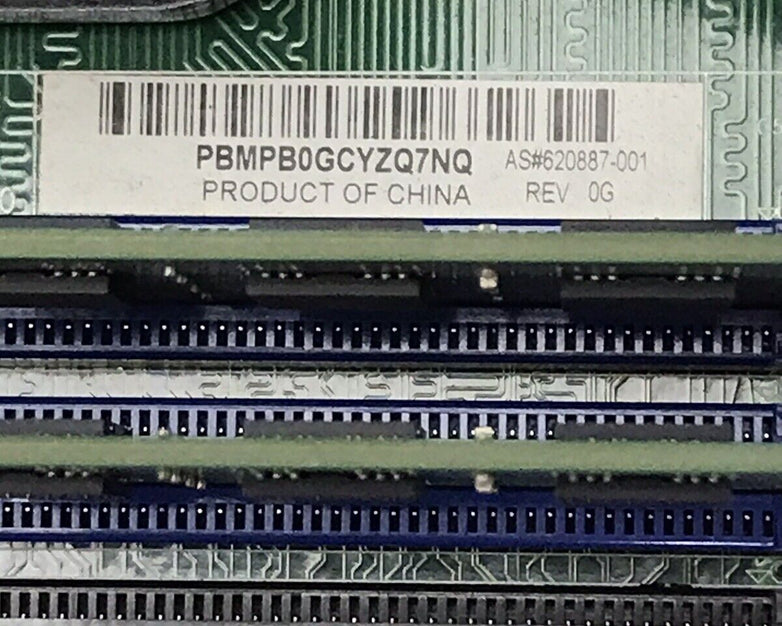 PBMPB0GCYZQ7NQ AS#620887-001
PRODUCT OF CHINA REV 0G